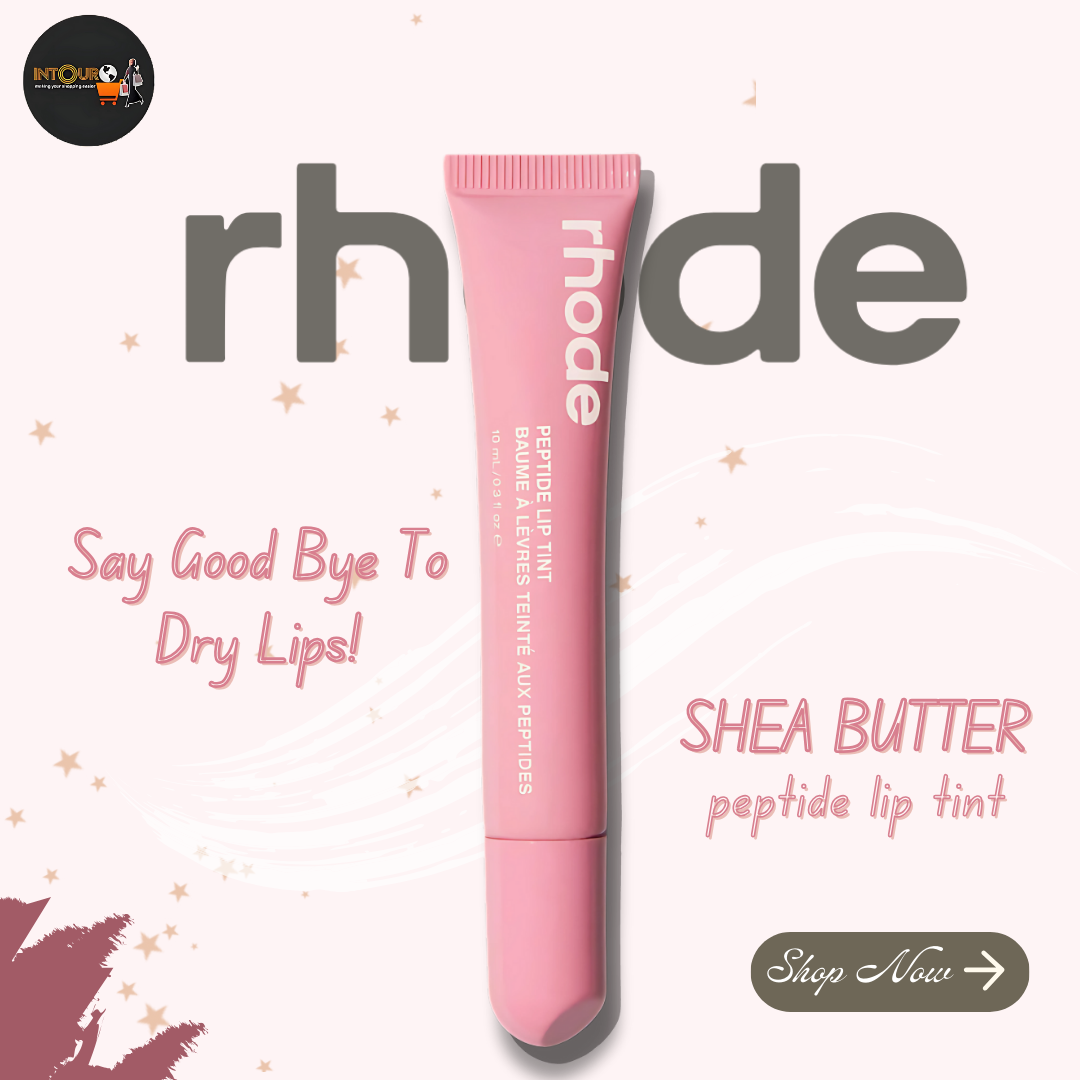 INTOUR
making your shopping easier
rhode
rhode
PEPTIDE LIP TINT
BAUME À LÈVRES TEINTÉ AUX PEPTIDES
10 mL / 0.3 fl oz ℮
Say Good Bye To
Dry Lips!
SHEA BUTTER
peptide lip tint
Shop Now